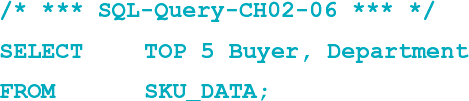 /* *** SQL-Query-CH02-06 *** */
SELECT TOP 5 Buyer, Department
FROM SKU_DATA;